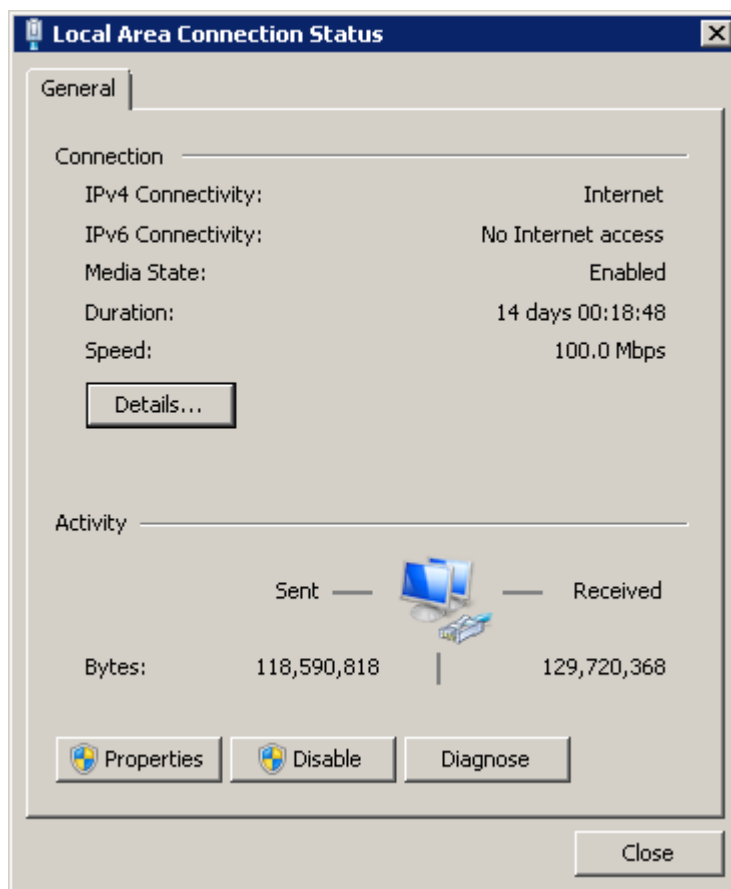 Local Area Connection Status
General
Connection
IPv4 Connectivity: Internet
IPv6 Connectivity: No Internet access
Media State: Enabled
Duration: 14 days 00:18:48
Speed: 100.0 Mbps
Details...
Activity
Sent Received
Bytes: 118,590,818 129,720,368
Properties Disable Diagnose
Close